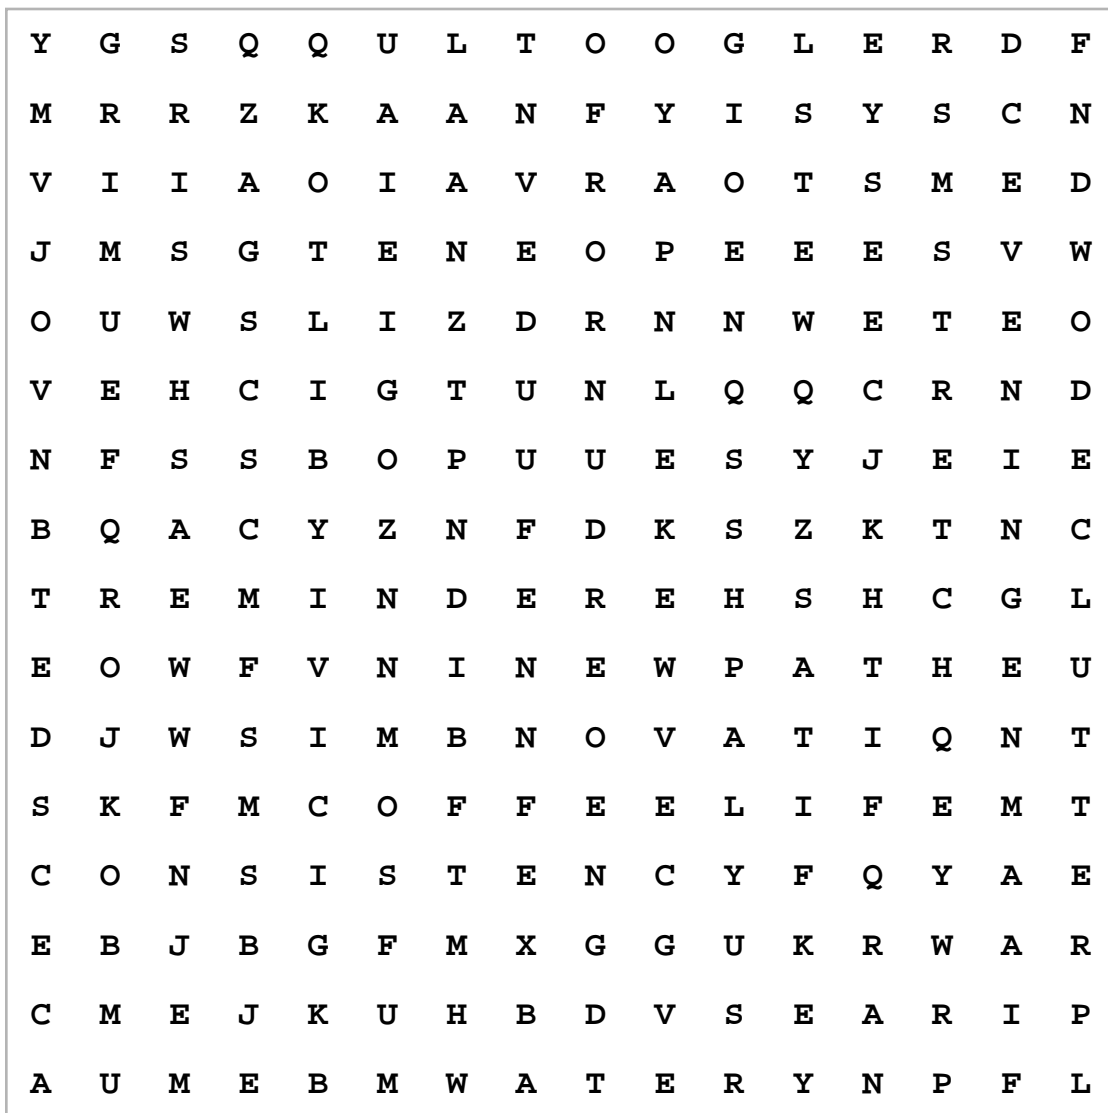 Y G S Q Q U L T O O G L E R D F
M R R Z K A A N F Y I S Y S C N
V I I A O I A V R A O T S M E D
J M S G T E N E O P E E E S V W
O U W S L I Z D R N N W E T E O
V E H C I G T U N L Q Q C R N D
N F S S B O P U U E S Y J E I E
B Q A C Y Z N F D K S Z K T N C
T R E M I N D E R E H S H C G L
E O W F V N I N E W P A T H E U
D J W S I M B N O V A T I Q N T
S K F M C O F F E E L I F E M T
C O N S I S T E N C Y F Q Y A E
E B J B G F M X G G U K R W A R
C M E J K U H B D V S E A R I P
A U M E B M W A T E R Y N P F L